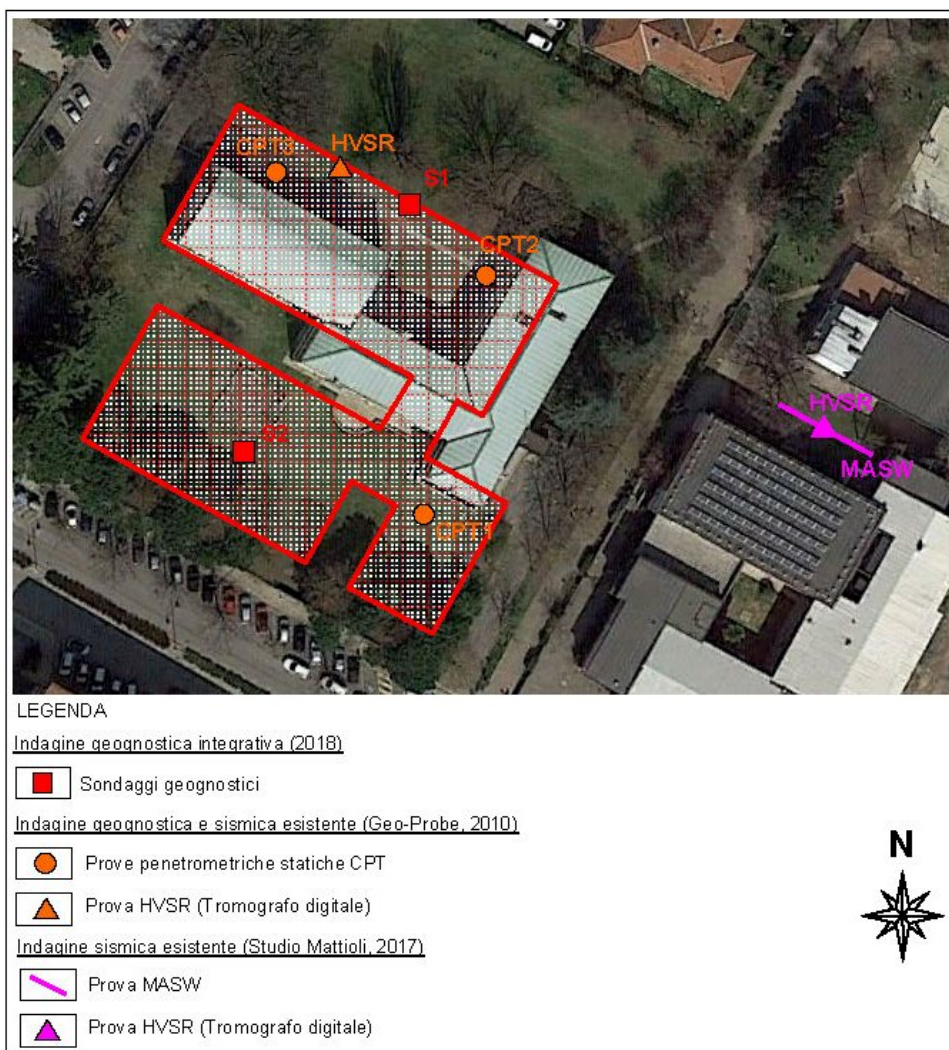 CPT3
HVSR
S1
CPT2
HVSR
MASW
S2
CPT1
LEGENDA
Indagine geognostica integrativa (2018)
Sondaggi geognostici
Indagine geognostica e sismica esistente (Geo-Probe, 2010)
Prove penetrometriche statiche CPT
Prova HVSR (Tromografo digitale)
N
Indagine sismica esistente (Studio Mattioli, 2017)
Prova MASW
Prova HVSR (Tromografo digitale)